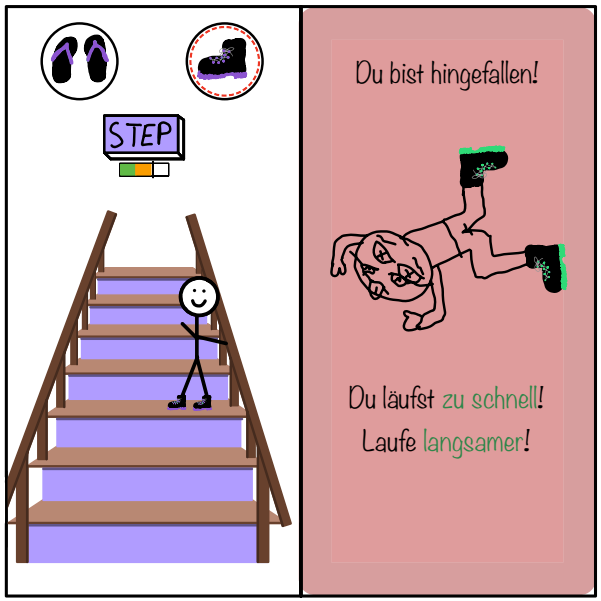 STEP
Du bist hingefallen!
Du läufst zu schnell!
Laufe langsamer!